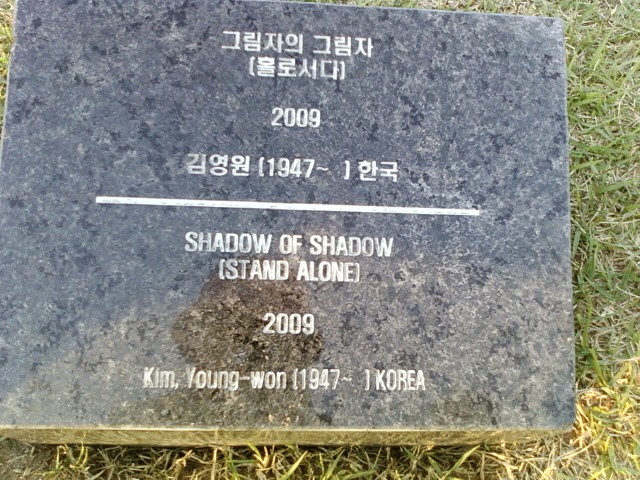 그림자의 그림자
(홀로서다)
2009
김영원 (1947~ ) 한국
SHADOW OF SHADOW
(STAND ALONE)
2009
Kim, Young-won (1947~ ) KOREA